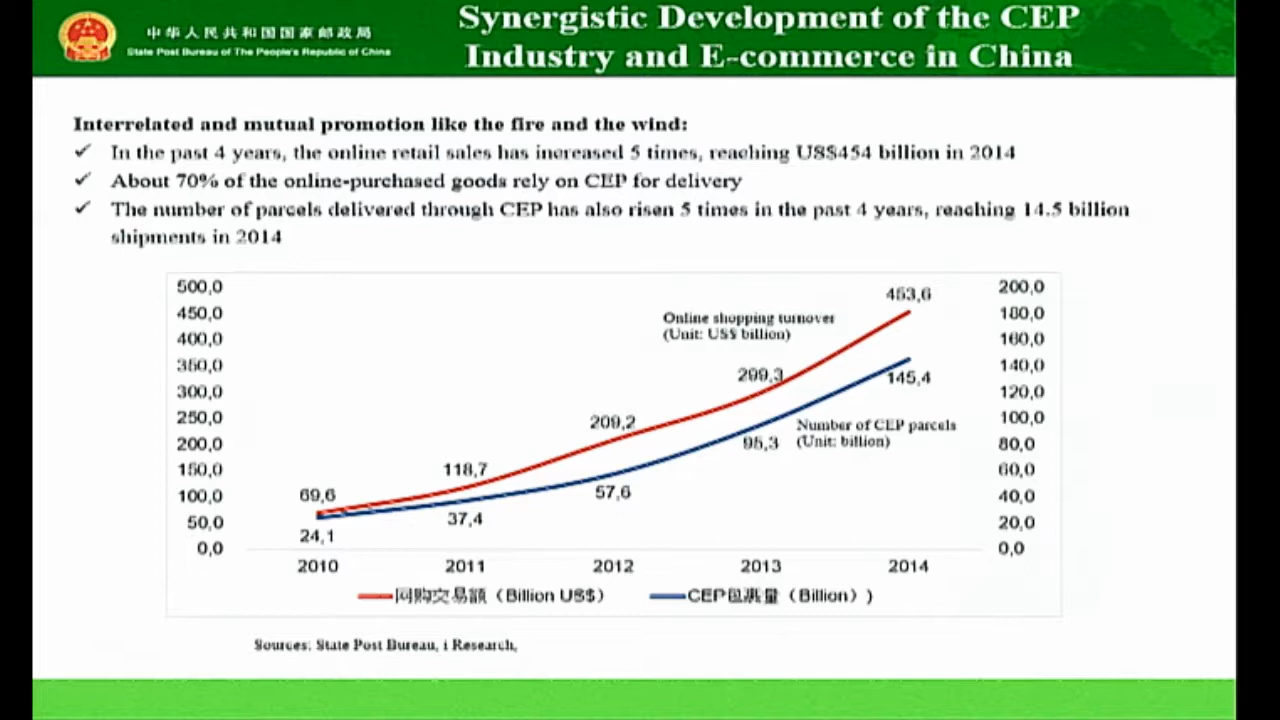 中华人民共和国国家邮政局
State Post Bureau of The People's Republic of China
Synergistic Development of the CEP
Industry and E-commerce in China
Interrelated and mutual promotion like the fire and the wind:
✓ In the past 4 years, the online retail sales has increased 5 times, reaching US$454 billion in 2014
✓ About 70% of the online-purchased goods rely on CEP for delivery
✓ The number of parcels delivered through CEP has also risen 5 times in the past 4 years, reaching 14.5 billion
shipments in 2014
500,0
450,0
400,0
350,0
300,0
250,0
200,0
150,0
100,0
50,0
0,0
Online shopping turnover
(Unit: US$ billion)
453,6
299,3
209,2
118,7
69,6
145,4
Number of CEP parcels
(Unit: billion)
95,3
57,6
37,4
24,1
200,0
180,0
160,0
140,0
120,0
100,0
80,0
60,0
40,0
20,0
0,0
2010 2011 2012 2013 2014
网购交易额（Billion US$） CEP包裹量（Billion））
Sources: State Post Bureau, i Research,